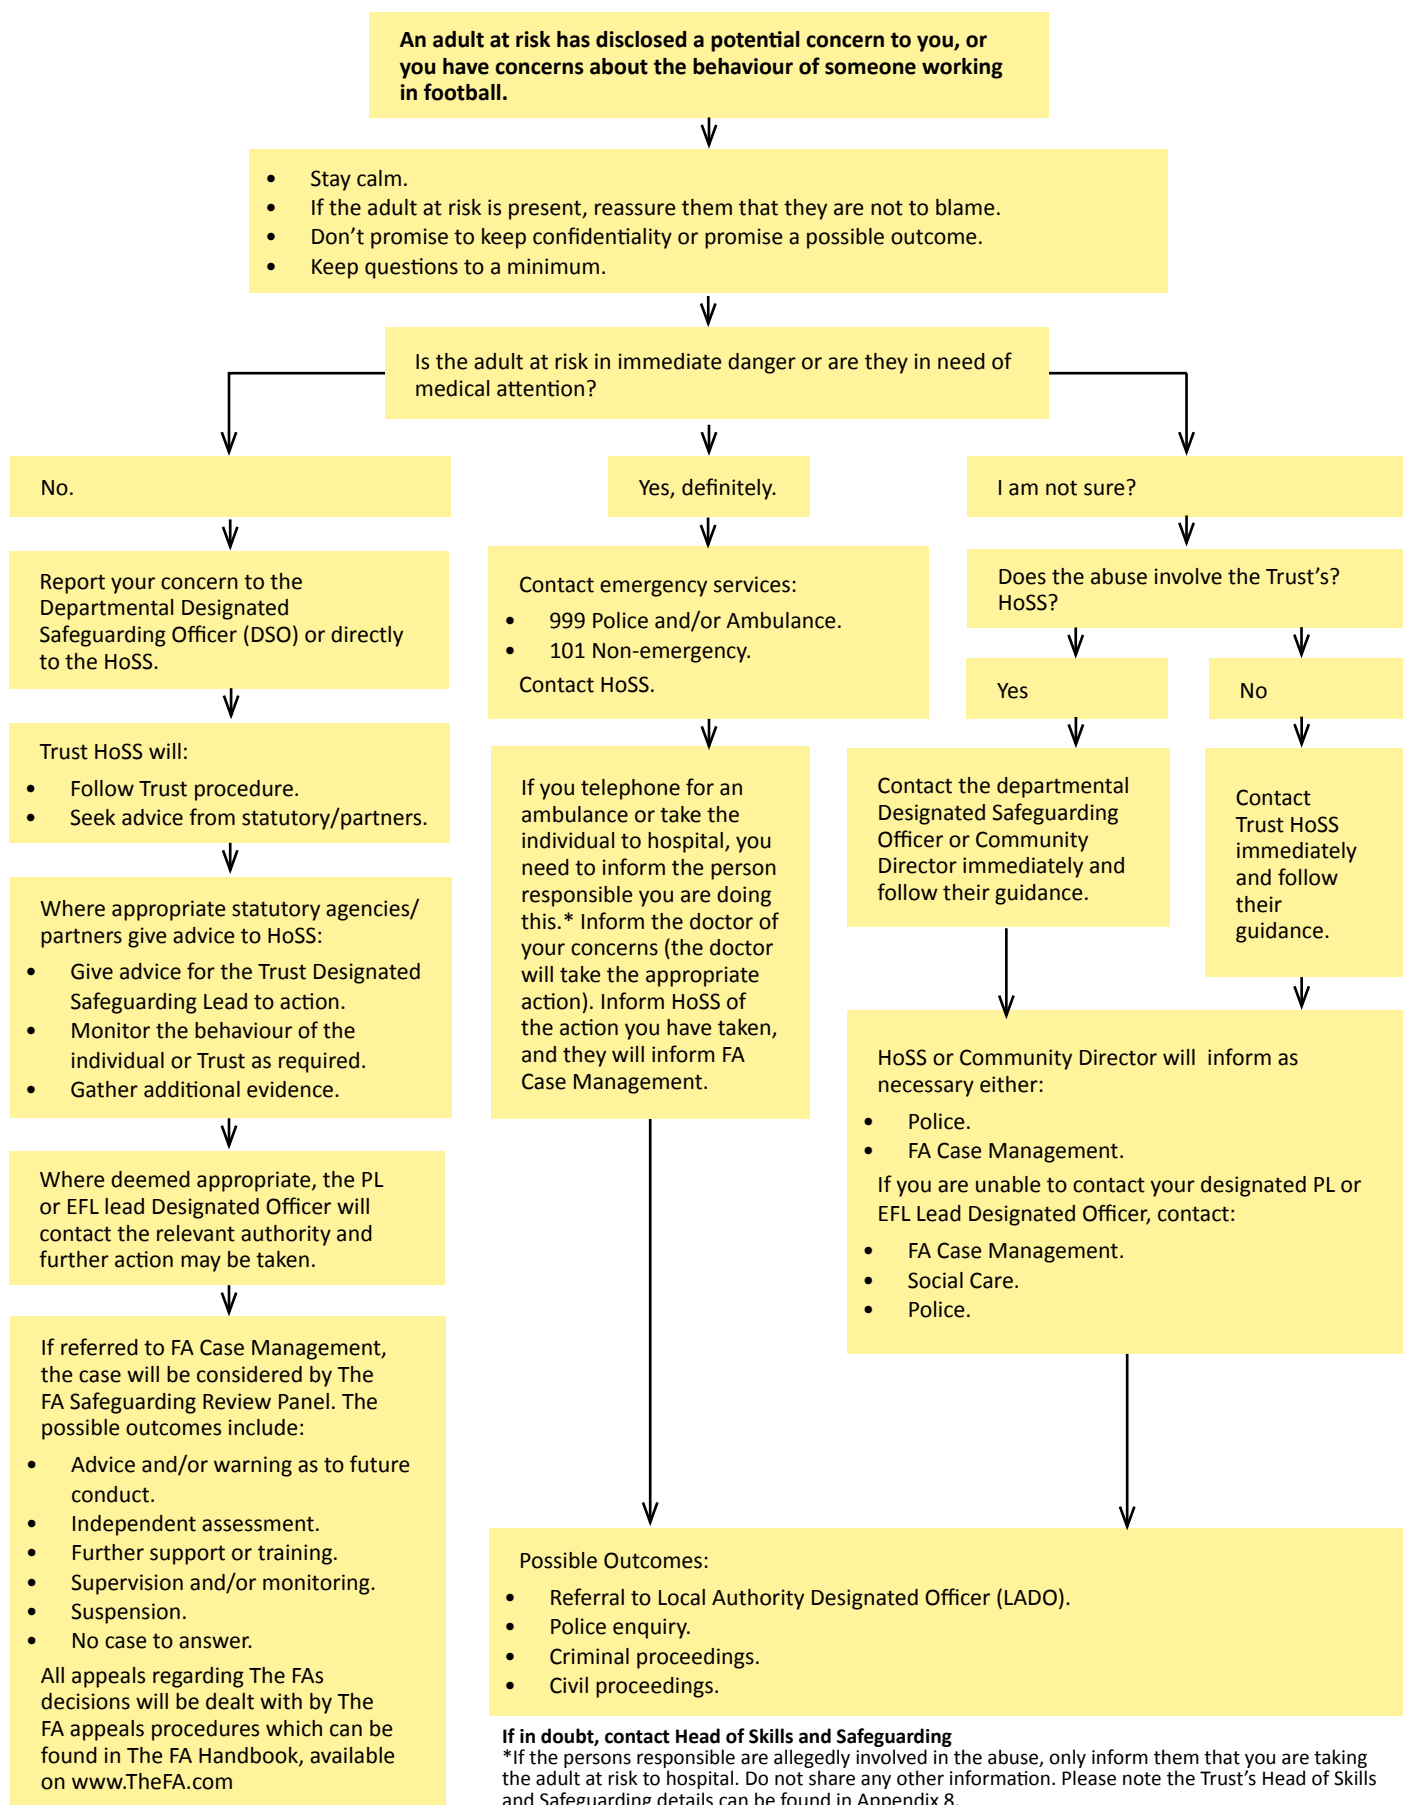 An adult at risk has disclosed a potential concern to you, or
you have concerns about the behaviour of someone working
in football.
• Stay calm.
• If the adult at risk is present, reassure them that they are not to blame.
• Don’t promise to keep confidentiality or promise a possible outcome.
• Keep questions to a minimum.
Is the adult at risk in immediate danger or are they in need of
medical attention?
No.
Report your concern to the
Departmental Designated
Safeguarding Officer (DSO) or directly
to the HoSS.
Trust HoSS will:
• Follow Trust procedure.
• Seek advice from statutory/partners.
Where appropriate statutory agencies/
partners give advice to HoSS:
• Give advice for the Trust Designated
Safeguarding Lead to action.
• Monitor the behaviour of the
individual or Trust as required.
• Gather additional evidence.
Where deemed appropriate, the PL
or EFL lead Designated Officer will
contact the relevant authority and
further action may be taken.
If referred to FA Case Management,
the case will be considered by The
FA Safeguarding Review Panel. The
possible outcomes include:
• Advice and/or warning as to future
conduct.
• Independent assessment.
• Further support or training.
• Supervision and/or monitoring.
• Suspension.
• No case to answer.
All appeals regarding The FAs
decisions will be dealt with by The
FA appeals procedures which can be
found in The FA Handbook, available
on www.TheFA.com
Yes, definitely.
Contact emergency services:
• 999 Police and/or Ambulance.
• 101 Non-emergency.
Contact HoSS.
If you telephone for an
ambulance or take the
individual to hospital, you
need to inform the person
responsible you are doing
this.* Inform the doctor of
your concerns (the doctor
will take the appropriate
action). Inform HoSS of
the action you have taken,
and they will inform FA
Case Management.
I am not sure?
Does the abuse involve the Trust’s?
HoSS?
Yes
Contact the departmental
Designated Safeguarding
Officer or Community
Director immediately and
follow their guidance.
No
Contact
Trust HoSS
immediately
and follow
their
guidance.
HoSS or Community Director will inform as
necessary either:
• Police.
• FA Case Management.
If you are unable to contact your designated PL or
EFL Lead Designated Officer, contact:
• FA Case Management.
• Social Care.
• Police.
Possible Outcomes:
• Referral to Local Authority Designated Officer (LADO).
• Police enquiry.
• Criminal proceedings.
• Civil proceedings.
If in doubt, contact Head of Skills and Safeguarding
*If the persons responsible are allegedly involved in the abuse, only inform them that you are taking
the adult at risk to hospital. Do not share any other information. Please note the Trust’s Head of Skills
and Safeguarding details can be found in Appendix 8.